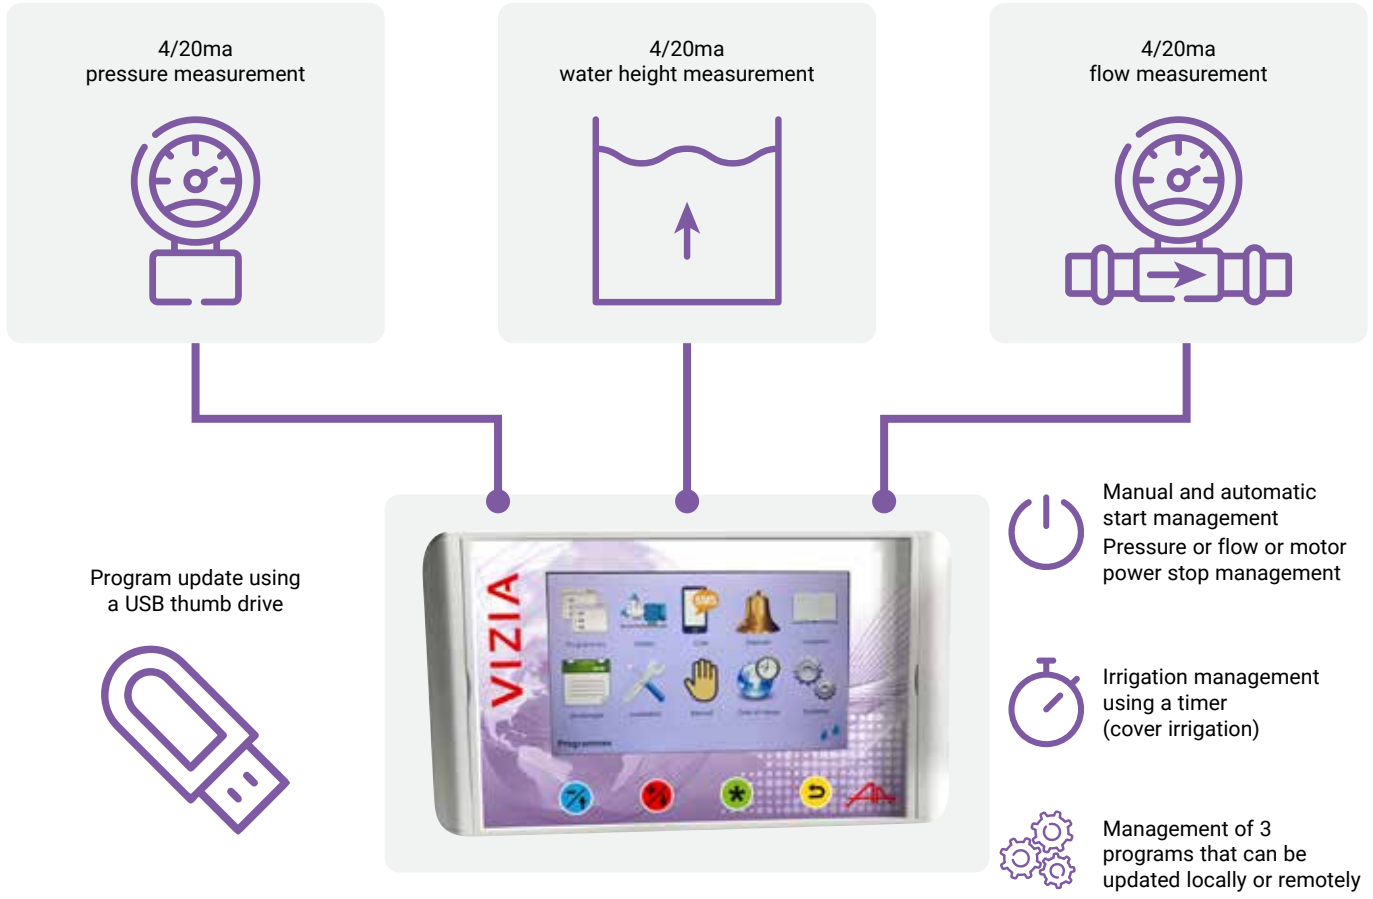 4/20ma
pressure measurement
4/20ma
water height measurement
4/20ma
flow measurement
Manual and automatic
start management
Pressure or flow or motor
power stop management
Program update using
a USB thumb drive
VIZIA
SMS
Programmes
Irrigation management
using a timer
(cover irrigation)
Management of 3
programs that can be
updated locally or remotely